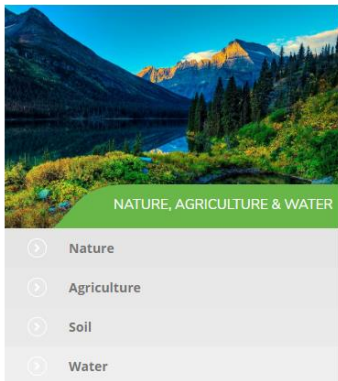 NATURE, AGRICULTURE & WATER
Nature
Agriculture
Soil
Water